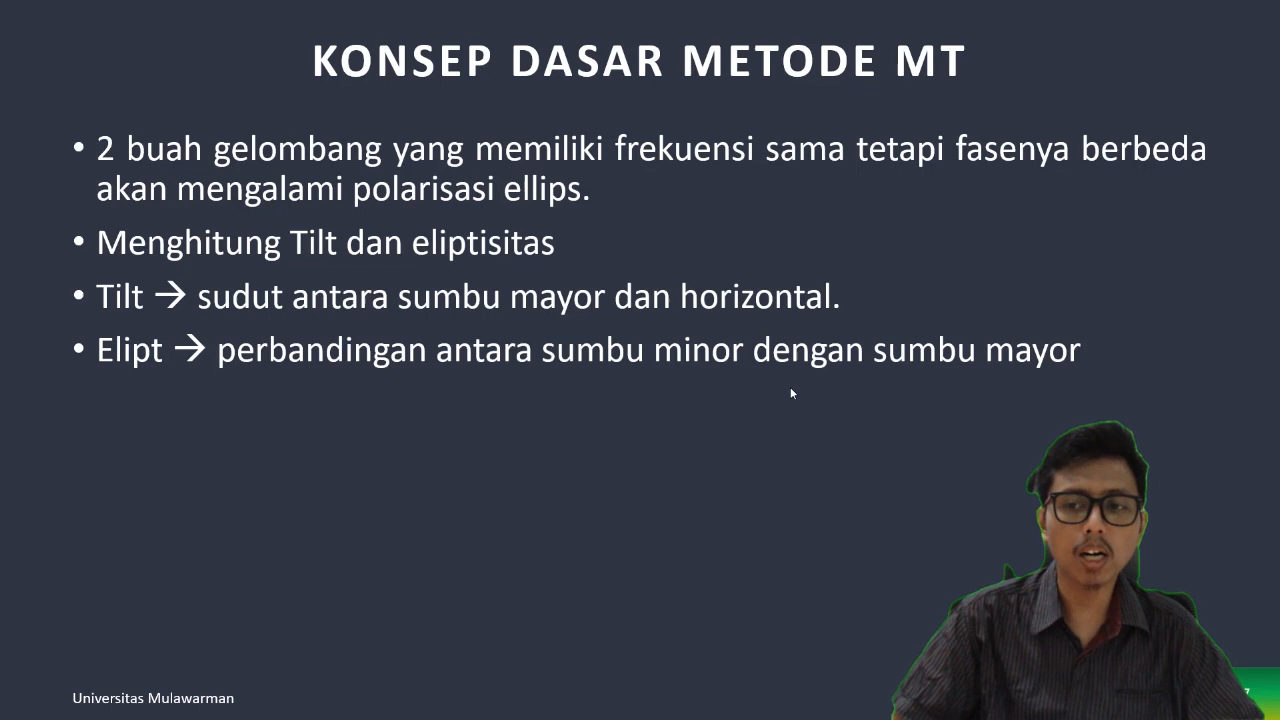 KONSEP DASAR METODE MT
• 2 buah gelombang yang memiliki frekuensi sama tetapi fasenya berbeda
akan mengalami polarisasi ellips.
• Menghitung Tilt dan eliptisitas
• Tilt → sudut antara sumbu mayor dan horizontal.
• Elipt → perbandingan antara sumbu minor dengan sumbu mayor
Universitas Mulawarman
7